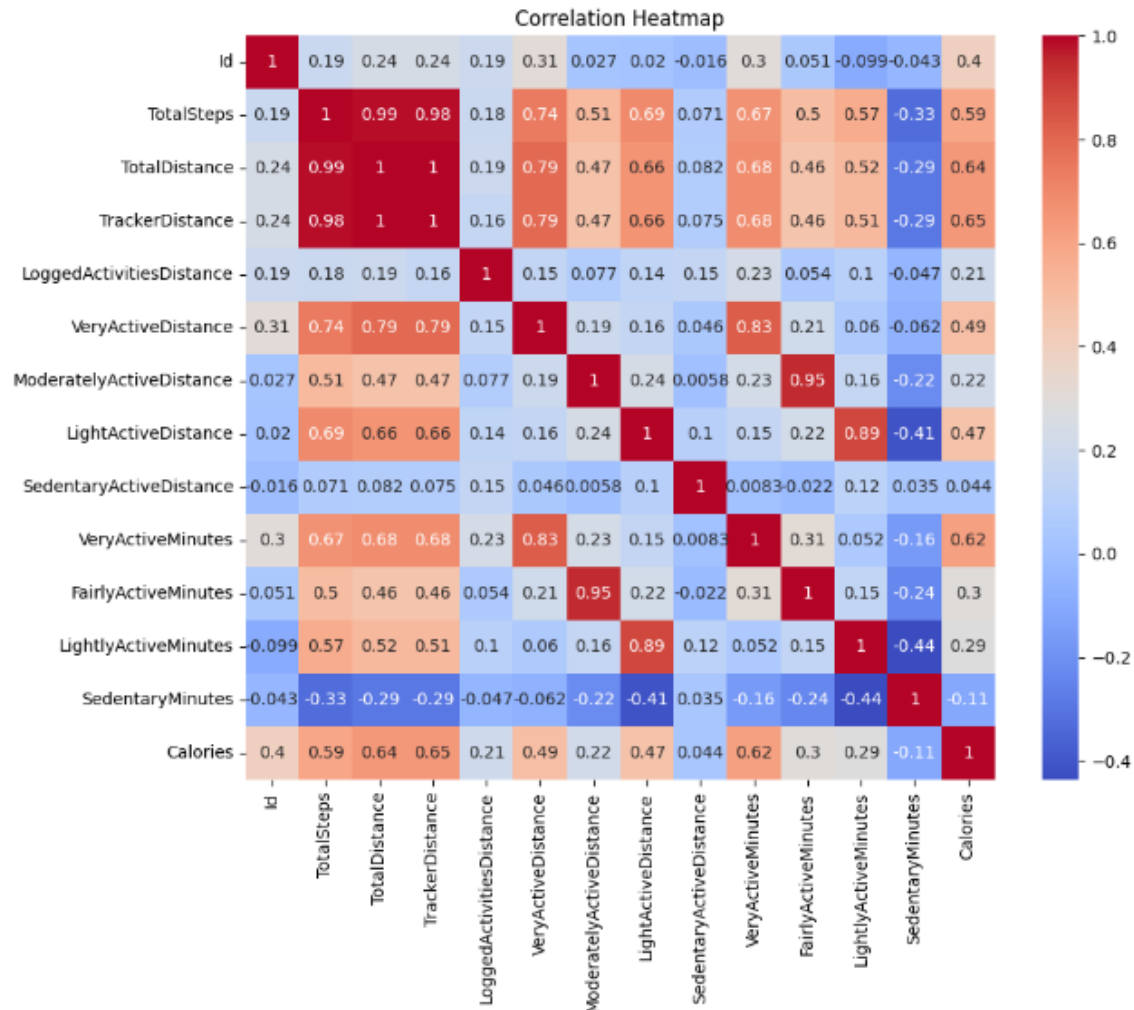 Correlation Heatmap
Id 1 0.19 0.24 0.24 0.19 0.31 0.027 0.02 -0.016 0.3 0.051 -0.099 -0.043 0.4
TotalSteps 0.19 1 0.99 0.98 0.18 0.74 0.51 0.69 0.071 0.67 0.5 0.57 -0.33 0.59
TotalDistance 0.24 0.99 1 1 0.19 0.79 0.47 0.66 0.082 0.68 0.46 0.52 -0.29 0.64
TrackerDistance 0.24 0.98 1 1 0.16 0.79 0.47 0.66 0.075 0.68 0.46 0.51 -0.29 0.65
LoggedActivitiesDistance 0.19 0.18 0.19 0.16 1 0.15 0.077 0.14 0.15 0.23 0.054 0.1 -0.047 0.21
VeryActiveDistance 0.31 0.74 0.79 0.79 0.15 1 0.19 0.16 0.046 0.83 0.21 0.06 -0.062 0.49
ModeratelyActiveDistance 0.027 0.51 0.47 0.47 0.077 0.19 1 0.24 0.0058 0.23 0.95 0.16 -0.22 0.22
LightActiveDistance 0.02 0.69 0.66 0.66 0.14 0.16 0.24 1 0.1 0.15 0.22 0.89 -0.41 0.47
SedentaryActiveDistance -0.016 0.071 0.082 0.075 0.15 0.046 0.0058 0.1 1 0.0083 -0.022 0.12 0.035 0.044
VeryActiveMinutes 0.3 0.67 0.68 0.68 0.23 0.83 0.23 0.15 0.0083 1 0.31 0.052 -0.16 0.62
FairlyActiveMinutes 0.051 0.5 0.46 0.46 0.054 0.21 0.95 0.22 -0.022 0.31 1 0.15 -0.24 0.3
LightlyActiveMinutes -0.099 0.57 0.52 0.51 0.1 0.06 0.16 0.89 0.12 0.052 0.15 1 -0.44 0.29
SedentaryMinutes -0.043 -0.33 -0.29 -0.29 -0.047 -0.062 -0.22 -0.41 0.035 -0.16 -0.24 -0.44 1 -0.11
Calories 0.4 0.59 0.64 0.65 0.21 0.49 0.22 0.47 0.044 0.62 0.3 0.29 -0.11 1
Id
TotalSteps
TotalDistance
TrackerDistance
LoggedActivitiesDistance
VeryActiveDistance
ModeratelyActiveDistance
LightActiveDistance
SedentaryActiveDistance
VeryActiveMinutes
FairlyActiveMinutes
LightlyActiveMinutes
SedentaryMinutes
Calories
1.0
0.8
0.6
0.4
0.2
0.0
−0.2
−0.4